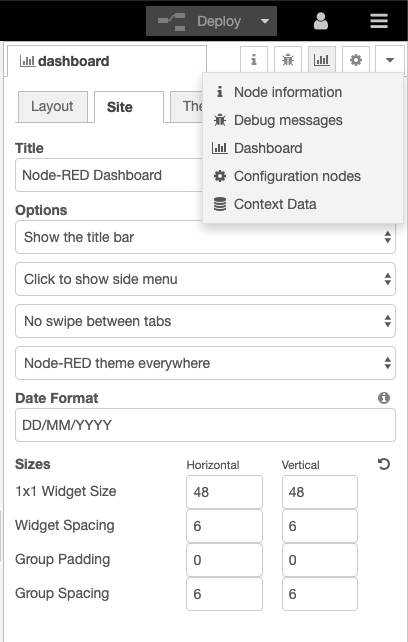 Deploy
dashboard
i
Layout
Site
The
i Node information
Debug messages
Dashboard
Configuration nodes
Context Data
Title
Node-RED Dashboard
Options
Show the title bar
Click to show side menu
No swipe between tabs
Node-RED theme everywhere
Date Format
DD/MM/YYYY
Sizes Horizontal Vertical
1x1 Widget Size 48 48
Widget Spacing 6 6
Group Padding 0 0
Group Spacing 6 6